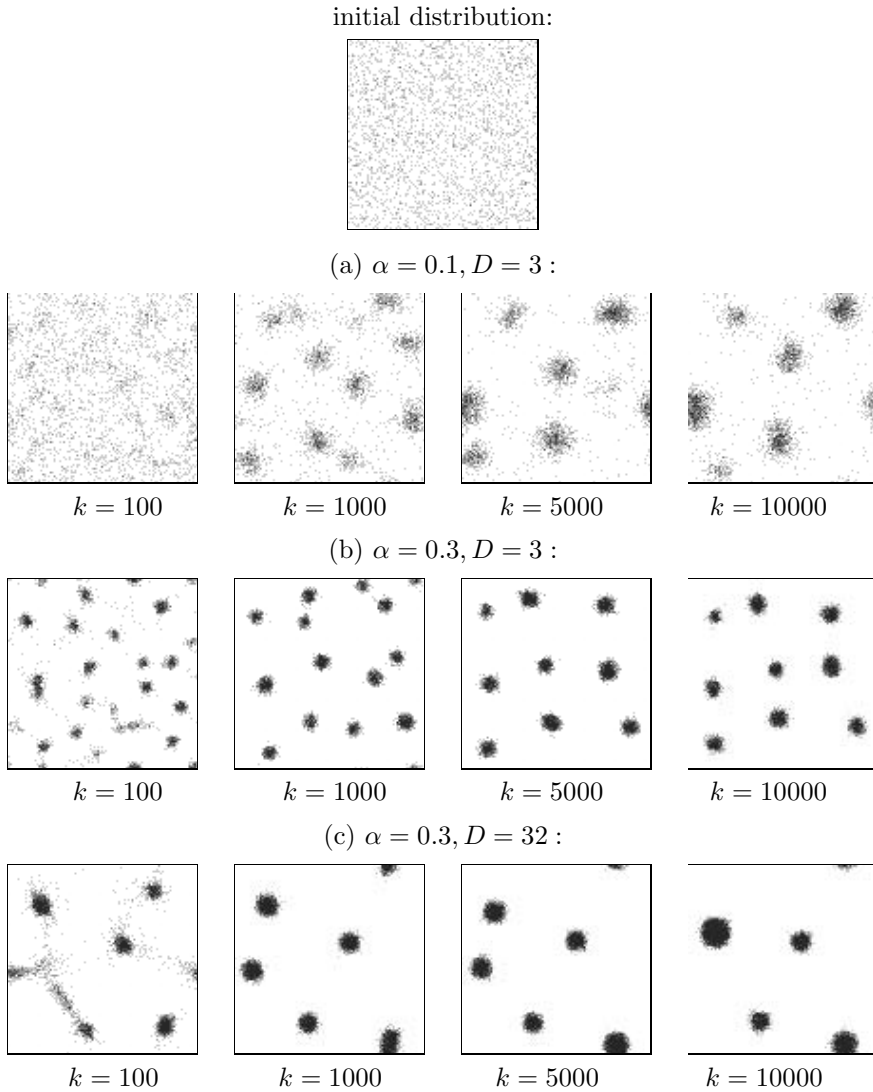 initial distribution:
(a) α = 0.1, D = 3 :
k = 100 k = 1000 k = 5000 k = 10000
(b) α = 0.3, D = 3 :
k = 100 k = 1000 k = 5000 k = 10000
(c) α = 0.3, D = 32 :
k = 100 k = 1000 k = 5000 k = 10000